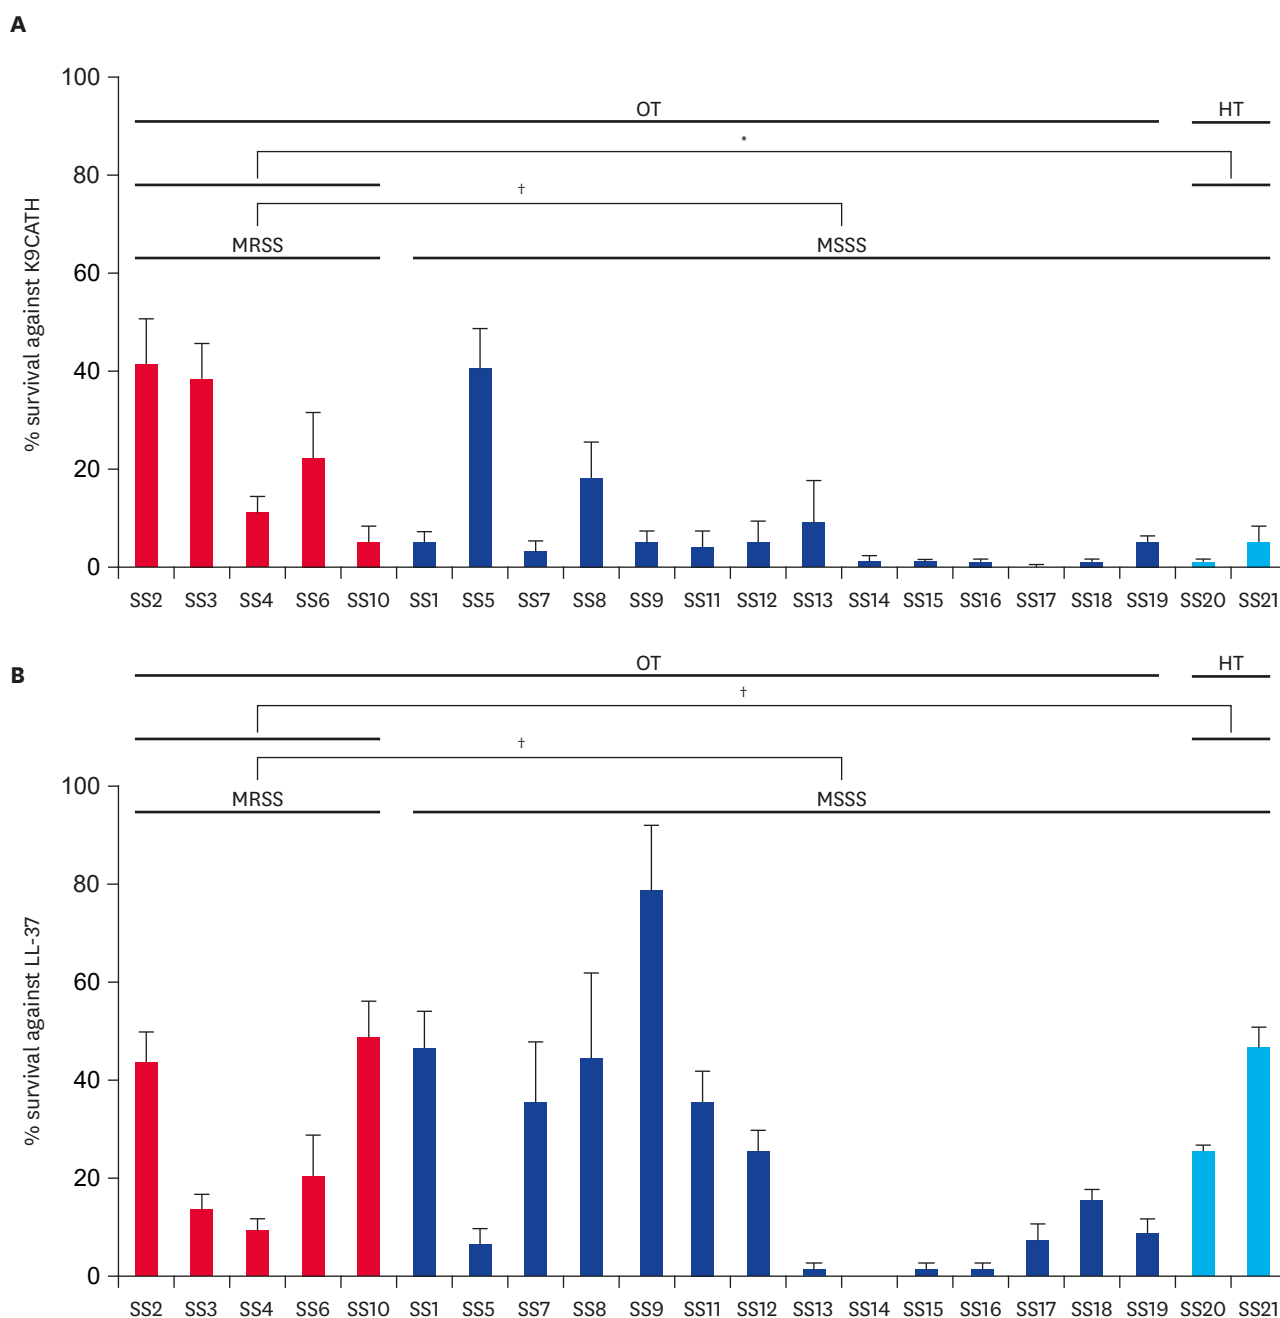 A
% survival against K9CATH
100
80
60
40
20
0
OT HT
*
†
MRSS MSSS
SS2 SS3 SS4 SS6 SS10 SS1 SS5 SS7 SS8 SS9 SS11 SS12 SS13 SS14 SS15 SS16 SS17 SS18 SS19 SS20 SS21
B
% survival against LL-37
OT HT
†
†
100
MRSS MSSS
80
60
40
20
0
SS2 SS3 SS4 SS6 SS10 SS1 SS5 SS7 SS8 SS9 SS11 SS12 SS13 SS14 SS15 SS16 SS17 SS18 SS19 SS20 SS21